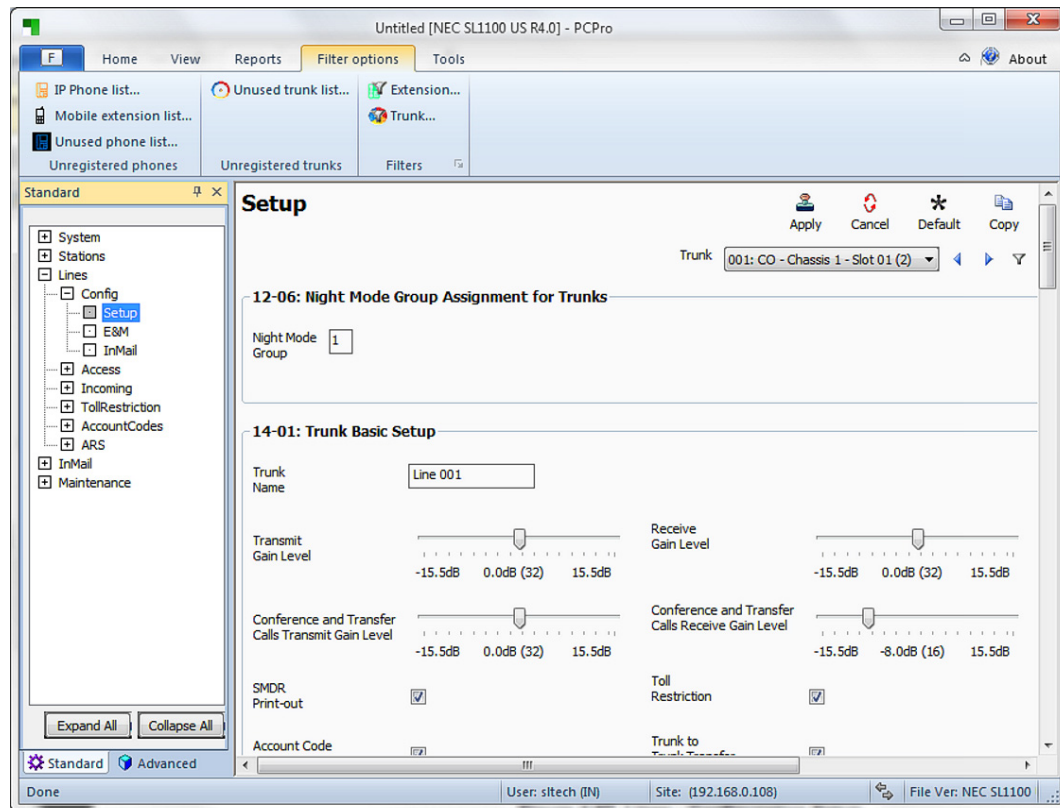 Untitled [NEC SL1100 US R4.0] - PCPro
F Home View Reports Filter options Tools About
IP Phone list...
Mobile extension list...
Unused phone list...
Unregistered phones
Unused trunk list...
Unregistered trunks
Extension...
Trunk...
Filters
Standard
System
Stations
Lines
Config
Setup
E&M
InMail
Access
Incoming
TollRestriction
AccountCodes
ARS
InMail
Maintenance
Expand All Collapse All
Standard Advanced
Setup
Apply Cancel Default Copy
Trunk 001: CO - Chassis 1 - Slot 01 (2)
12-06: Night Mode Group Assignment for Trunks
Night Mode
Group
1
14-01: Trunk Basic Setup
Trunk
Name
Line 001
Transmit
Gain Level
-15.5dB 0.0dB (32) 15.5dB
Receive
Gain Level
-15.5dB 0.0dB (32) 15.5dB
Conference and Transfer
Calls Transmit Gain Level
-15.5dB 0.0dB (32) 15.5dB
Conference and Transfer
Calls Receive Gain Level
-15.5dB -8.0dB (16) 15.5dB
SMDR
Print-out
Toll
Restriction
Account Code
Trunk to
Trunk Transfer
Done
User: sltech (IN)
Site: (192.168.0.108)
File Ver: NEC SL1100